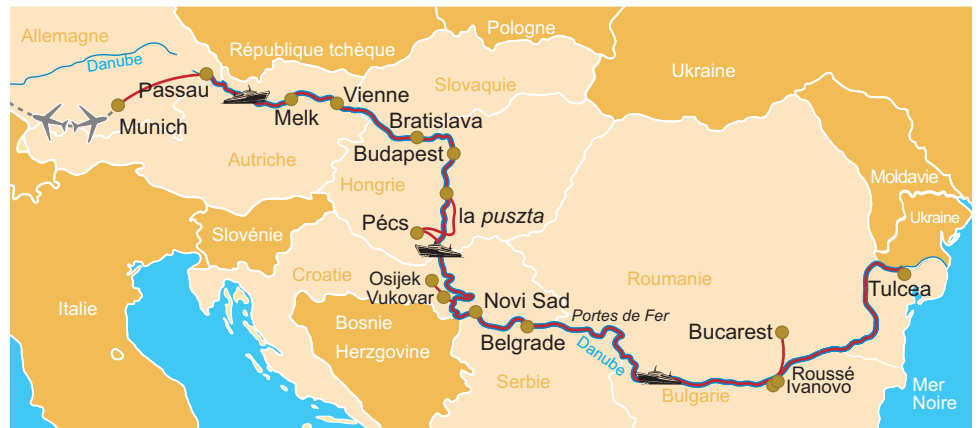 Allemagne
Pologne
République tchèque
Danube
Ukraine
Passau
Slovaquie
Vienne
Munich
Melk
Bratislava
Budapest
Autriche
Hongrie
Moldavie
la puszta
Ukraine
Pécs
Slovénie
Croatie
Osijek
Roumanie
Tulcea
Vukovar
Novi Sad
Italie
Portes de Fer
Bosnie
Herzgovine
Belgrade
Bucarest
Danube
Roussé
Ivanovo
Serbie
Bulgarie
Mer
Noire